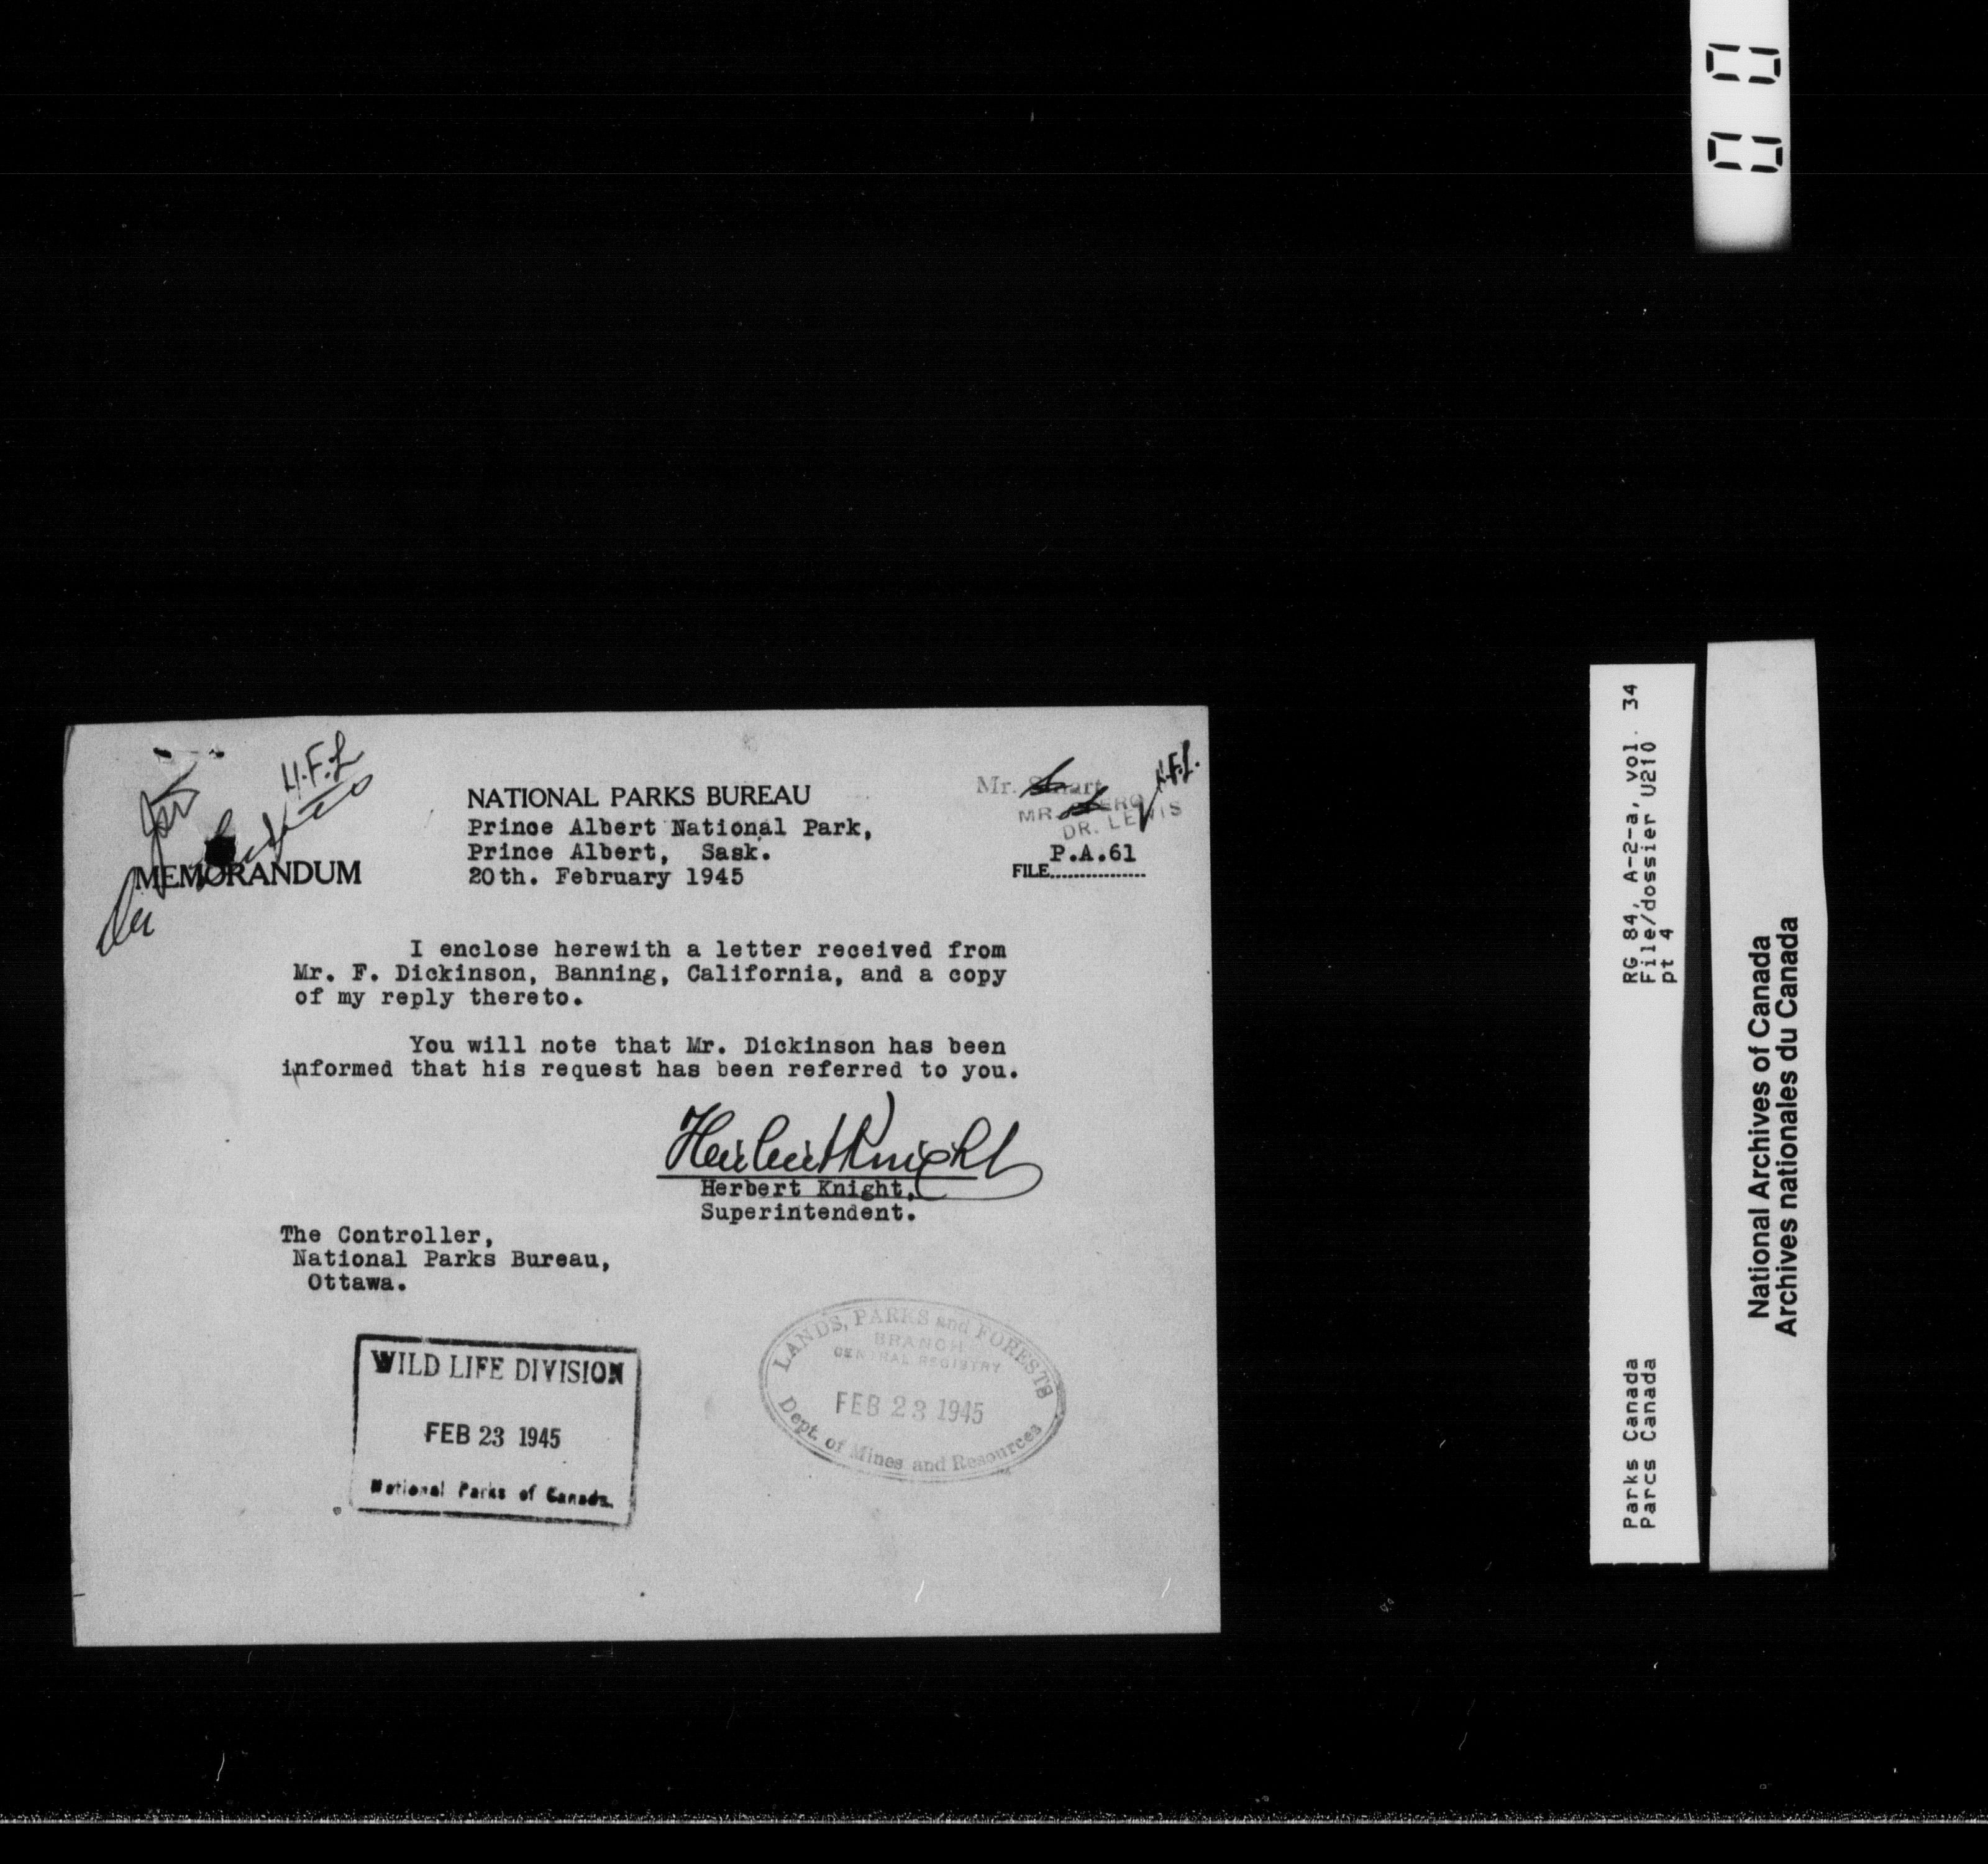 H.F.L
NATIONAL PARKS BUREAU
Prince Albert National Park,
Prince Albert, Sask.
20th. February 1945
MEMORANDUM
Mr. Smart
H.F.L.
MR.
DR. LEWIS
P.A.61
FILE................
I enclose herewith a letter received from
Mr. F. Dickinson, Banning, California, and a copy
of my reply thereto.
You will note that Mr. Dickinson has been
informed that his request has been referred to you.
Herbert Knight
Herbert Knight,
Superintendent.
The Controller,
National Parks Bureau,
Ottawa.
WILD LIFE DIVISION
FEB 23 1945
National Parks of Canada.
LANDS, PARKS and FORESTS
BRANCH
CENTRAL REGISTRY
FEB 23 1945
Dept. of Mines and Resources
RG 84, A-2-a, vol. 34
File/dossier U210
pt 4
Parks Canada
Parcs Canada
National Archives of Canada
Archives nationales du Canada